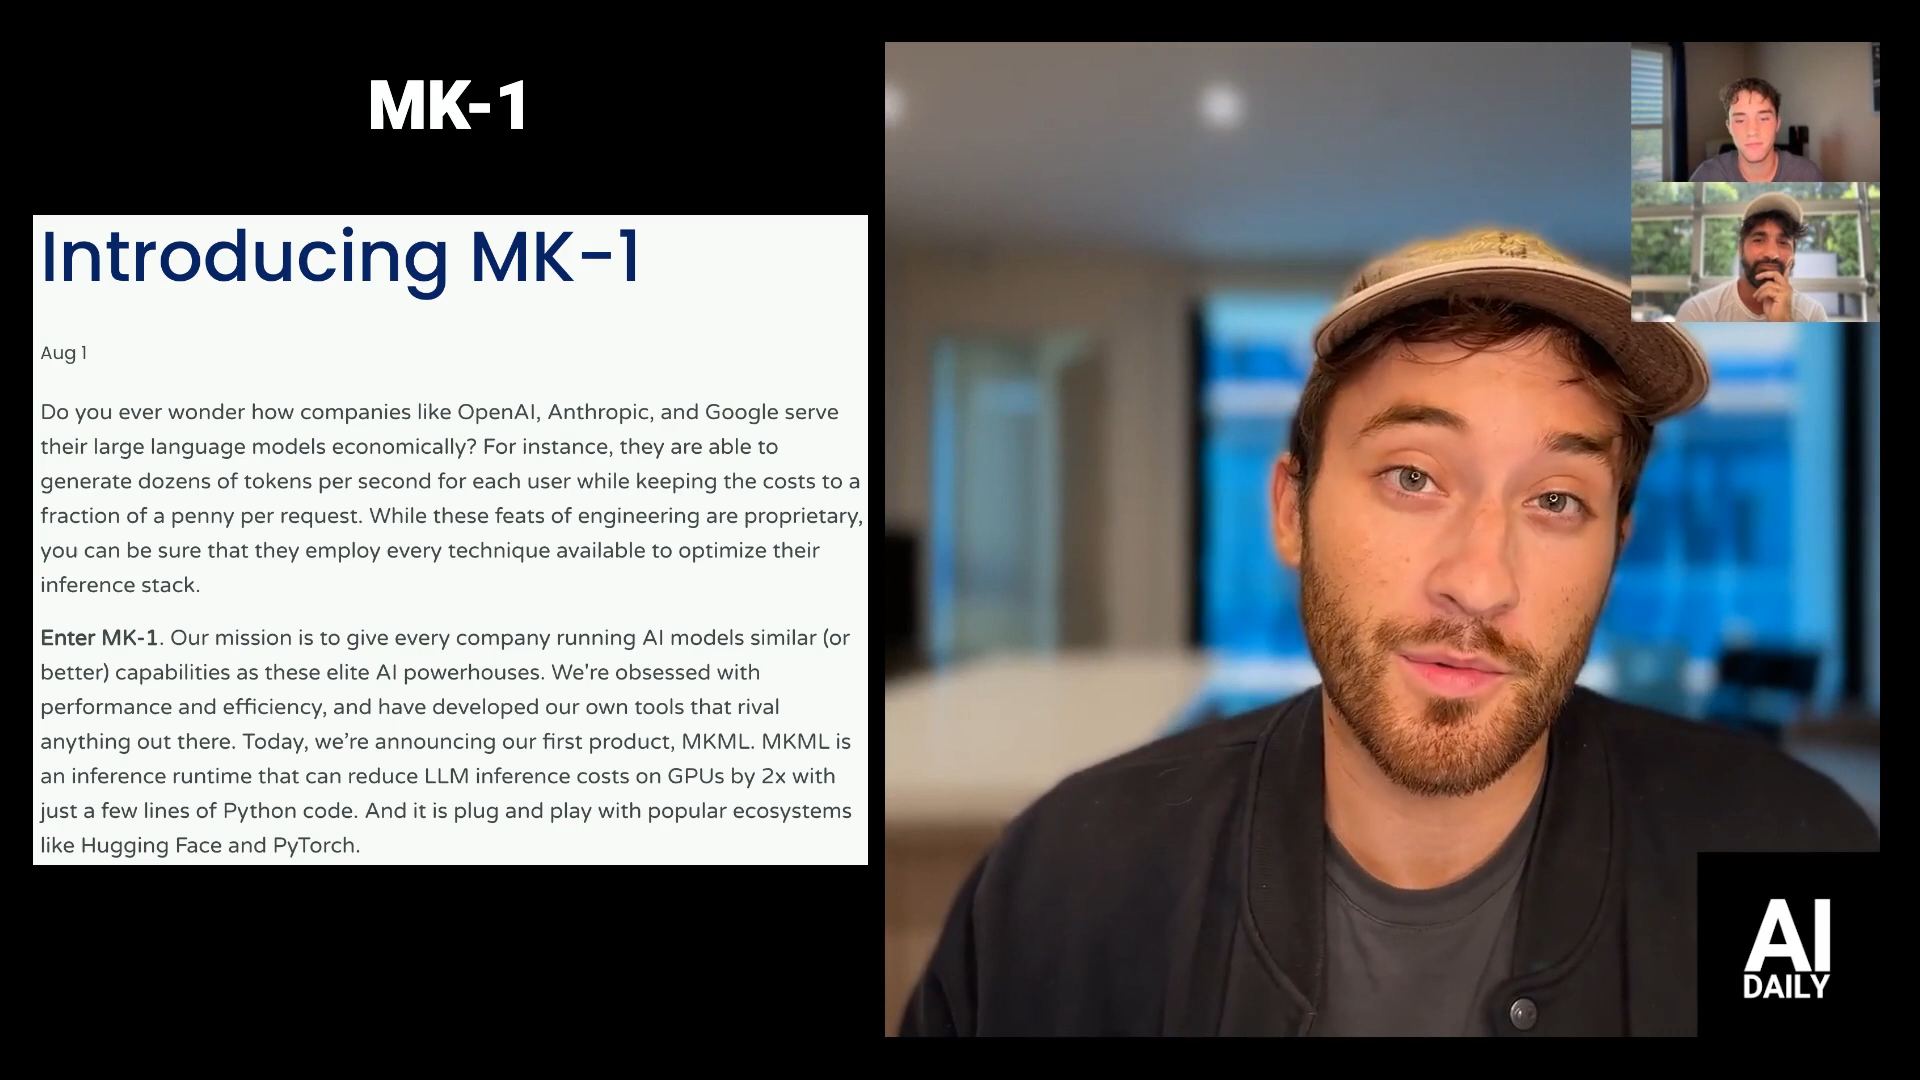 MK-1
Introducing MK-1
Aug 1
Do you ever wonder how companies like OpenAI, Anthropic, and Google serve
their large language models economically? For instance, they are able to
generate dozens of tokens per second for each user while keeping the costs to a
fraction of a penny per request. While these feats of engineering are proprietary,
you can be sure that they employ every technique available to optimize their
inference stack.
Enter MK-1. Our mission is to give every company running AI models similar (or
better) capabilities as these elite AI powerhouses. We're obsessed with
performance and efficiency, and have developed our own tools that rival
anything out there. Today, we’re announcing our first product, MKML. MKML is
an inference runtime that can reduce LLM inference costs on GPUs by 2x with
just a few lines of Python code. And it is plug and play with popular ecosystems
like Hugging Face and PyTorch.
AI
DAILY